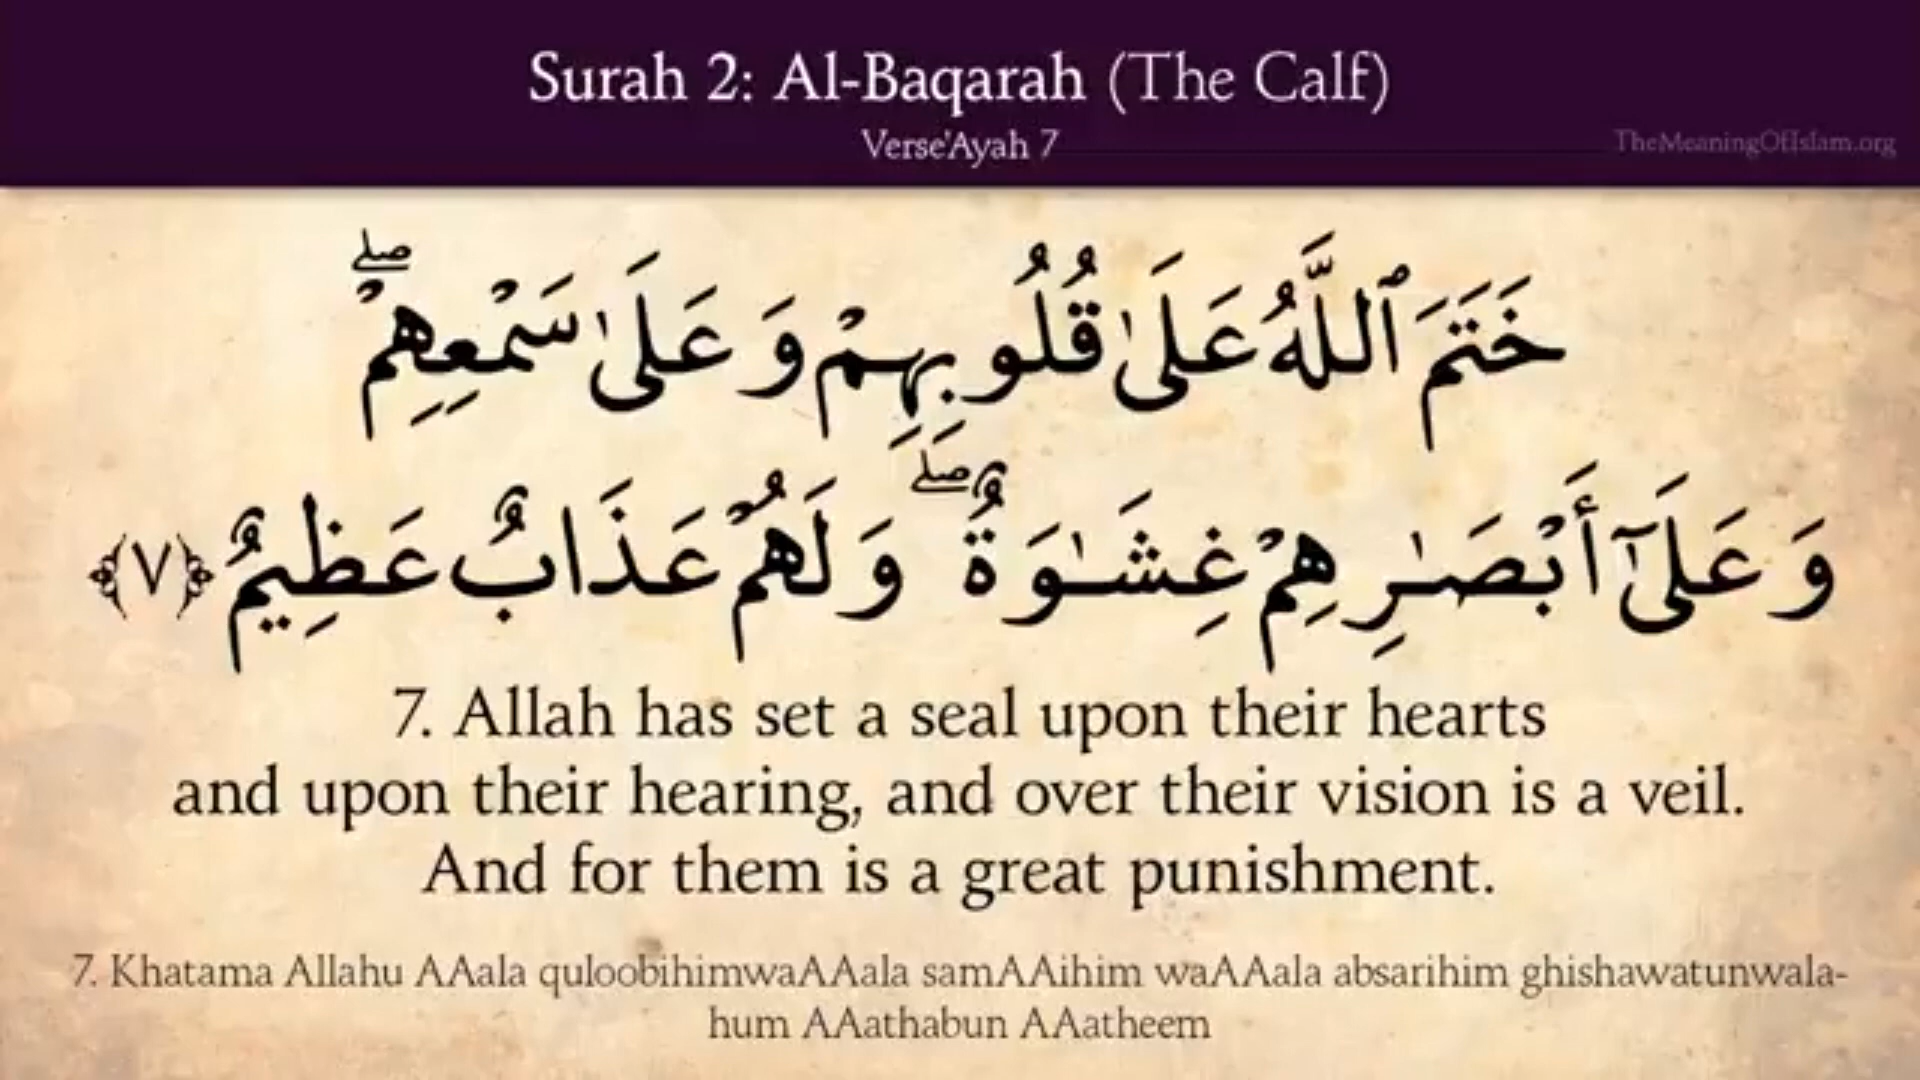 Surah 2: Al-Baqarah (The Calf)
Verse'Ayah 7
TheMeaningOfIslam.org
خَتَمَ ٱللَّهُ عَلَىٰ قُلُوبِهِمْ وَعَلَىٰ سَمْعِهِمْ ۖ
وَعَلَىٰٓ أَبْصَـٰرِهِمْ غِشَـٰوَةٌ ۖ وَلَهُمْ عَذَابٌ عَظِيمٌ ﴿٧﴾
7. Allah has set a seal upon their hearts
and upon their hearing, and over their vision is a veil.
And for them is a great punishment.
7. Khatama Allahu AAala quloobihimwaAAala samAAihim waAAala absarihim ghishawatunwala-
hum AAathabun AAatheem